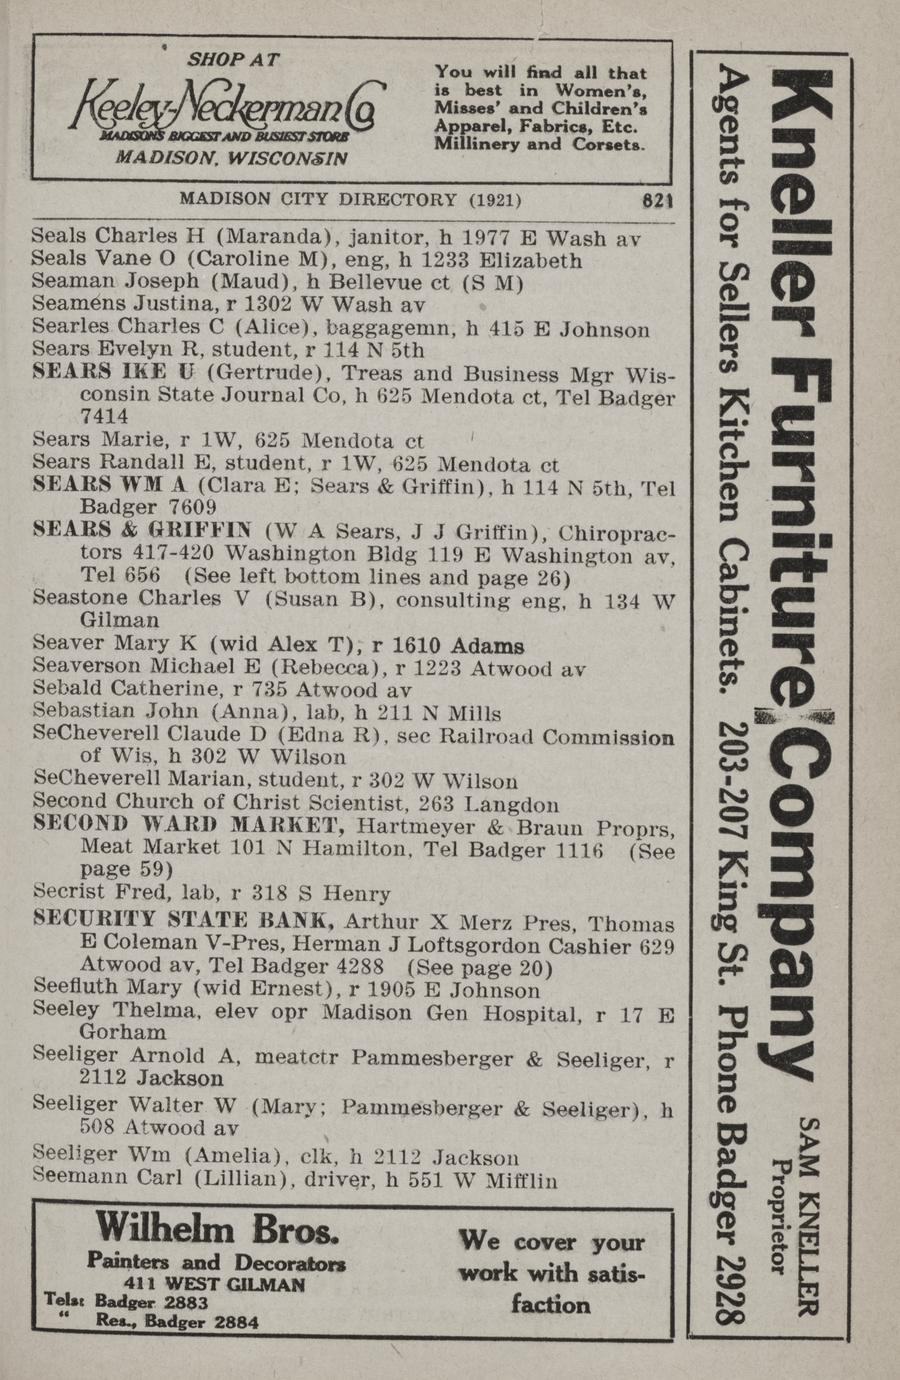 SHOP AT
Keeley-Neckerman Co
MADISON'S BIGGEST AND BUSIEST STORE
MADISON, WISCONSIN
You will find all that
is best in Women's,
Misses' and Children's
Apparel, Fabrics, Etc.
Millinery and Corsets.
MADISON CITY DIRECTORY (1921) 821
Seals Charles H (Maranda), janitor, h 1977 E Wash av
Seals Vane O (Caroline M), eng, h 1233 Elizabeth
Seaman Joseph (Maud), h Bellevue ct (S M)
Seamens Justina, r 1302 W Wash av
Searles Charles C (Alice), baggagemn, h 415 E Johnson
Sears Evelyn R, student, r 114 N 5th
SEARS IKE U (Gertrude), Treas and Business Mgr Wis-
consin State Journal Co, h 625 Mendota ct, Tel Badger
7414
Sears Marie, r 1W, 625 Mendota ct
Sears Randall E, student, r 1W, 625 Mendota ct
SEARS WM A (Clara E; Sears & Griffin), h 114 N 5th, Tel
Badger 7609
SEARS & GRIFFIN (W A Sears, J J Griffin), Chiroprac-
tors 417-420 Washington Bldg 119 E Washington av,
Tel 656 (See left bottom lines and page 26)
Seastone Charles V (Susan B), consulting eng, h 134 W
Gilman
Seaver Mary K (wid Alex T), r 1610 Adams
Seaverson Michael E (Rebecca), r 1223 Atwood av
Sebald Catherine, r 735 Atwood av
Sebastian John (Anna), lab, h 211 N Mills
SeCheverell Claude D (Edna R), sec Railroad Commission
of Wis, h 302 W Wilson
SeCheverell Marian, student, r 302 W Wilson
Second Church of Christ Scientist, 263 Langdon
SECOND WARD MARKET, Hartmeyer & Braun Proprs,
Meat Market 101 N Hamilton, Tel Badger 1116 (See
page 59)
Secrist Fred, lab, r 318 S Henry
SECURITY STATE BANK, Arthur X Merz Pres, Thomas
E Coleman V-Pres, Herman J Loftsgordon Cashier 629
Atwood av, Tel Badger 4288 (See page 20)
Seefluth Mary (wid Ernest), r 1905 E Johnson
Seeley Thelma, elev opr Madison Gen Hospital, r 17 E
Gorham
Seeliger Arnold A, meatctr Pammesberger & Seeliger, r
2112 Jackson
Seeliger Walter W (Mary; Pammesberger & Seeliger), h
508 Atwood av
Seeliger Wm (Amelia), clk, h 2112 Jackson
Seemann Carl (Lillian), driver, h 551 W Mifflin
Wilhelm Bros.
Painters and Decorators
411 WEST GILMAN
Tels: Badger 2883
" Res., Badger 2884
We cover your
work with satis-
faction
Kneller Furniture Company
SAM KNELLER
Proprietor
Agents for Sellers Kitchen Cabinets. 203-207 King St. Phone Badger 2928